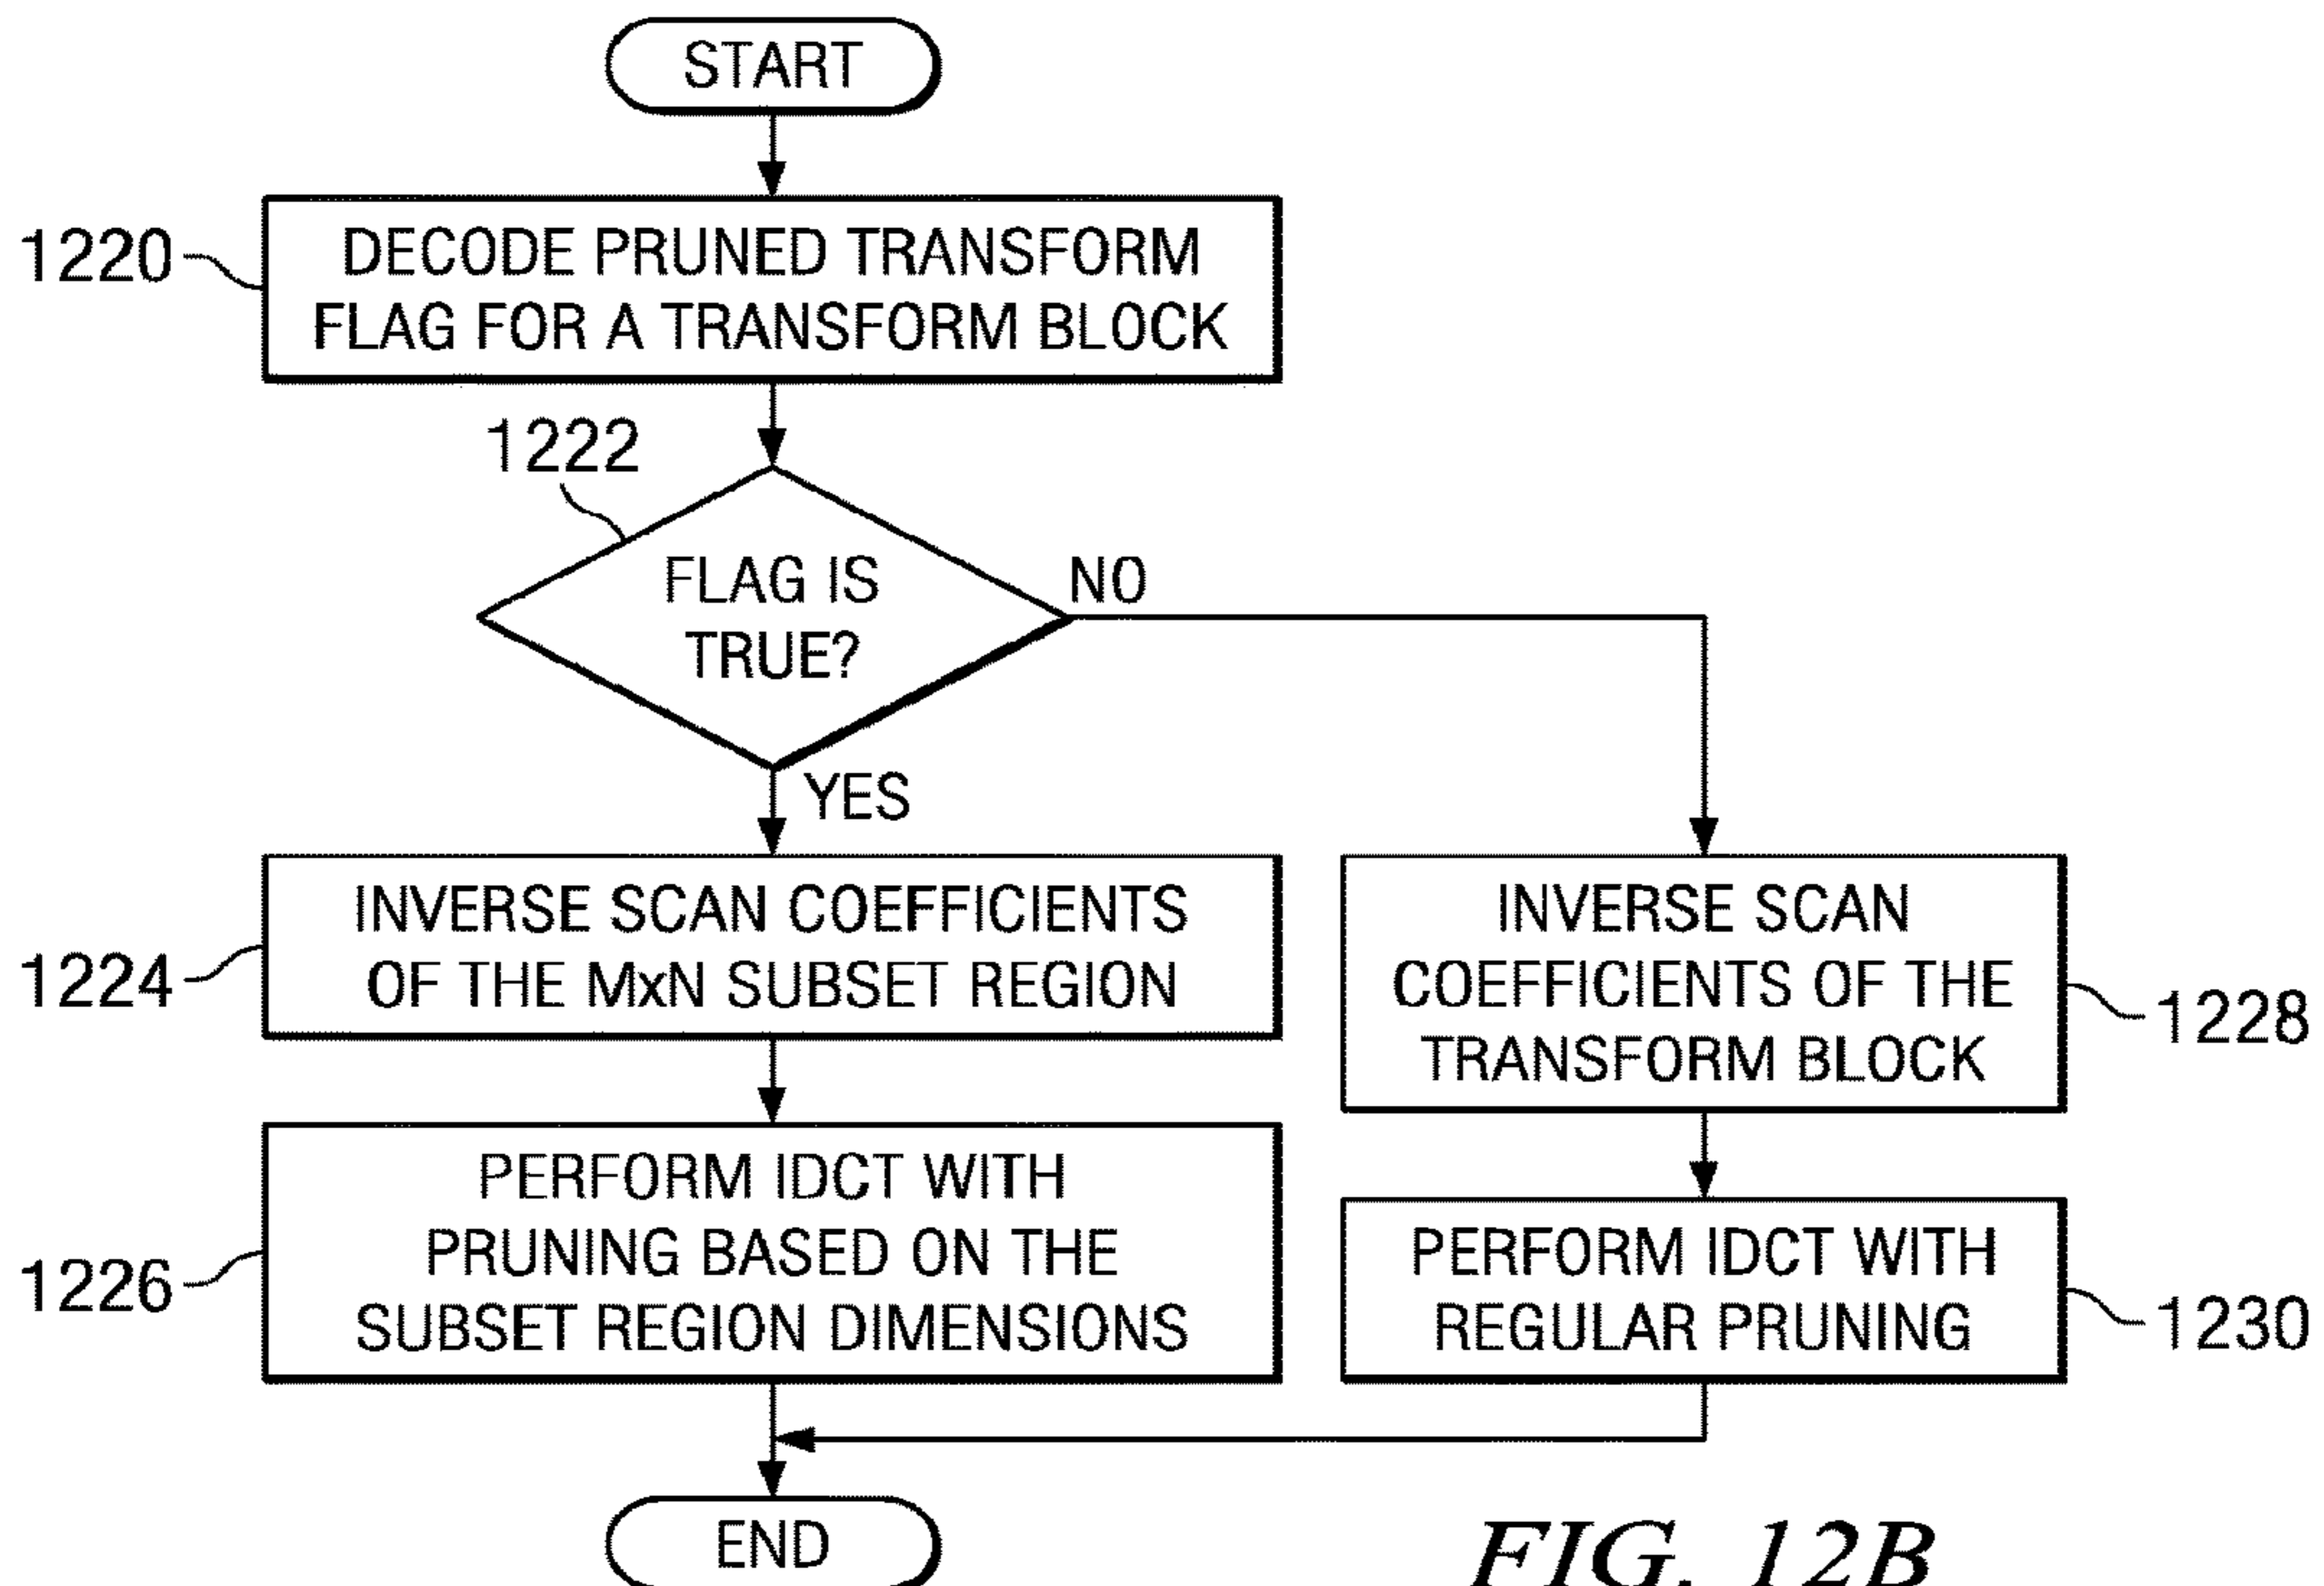 START
1220
DECODE PRUNED TRANSFORM
FLAG FOR A TRANSFORM BLOCK
1222
FLAG IS
TRUE?
NO
YES
1224
INVERSE SCAN COEFFICIENTS
OF THE MxN SUBSET REGION
INVERSE SCAN
COEFFICIENTS OF THE
TRANSFORM BLOCK
1228
1226
PERFORM IDCT WITH
PRUNING BASED ON THE
SUBSET REGION DIMENSIONS
PERFORM IDCT WITH
REGULAR PRUNING
1230
END
FIG. 12B